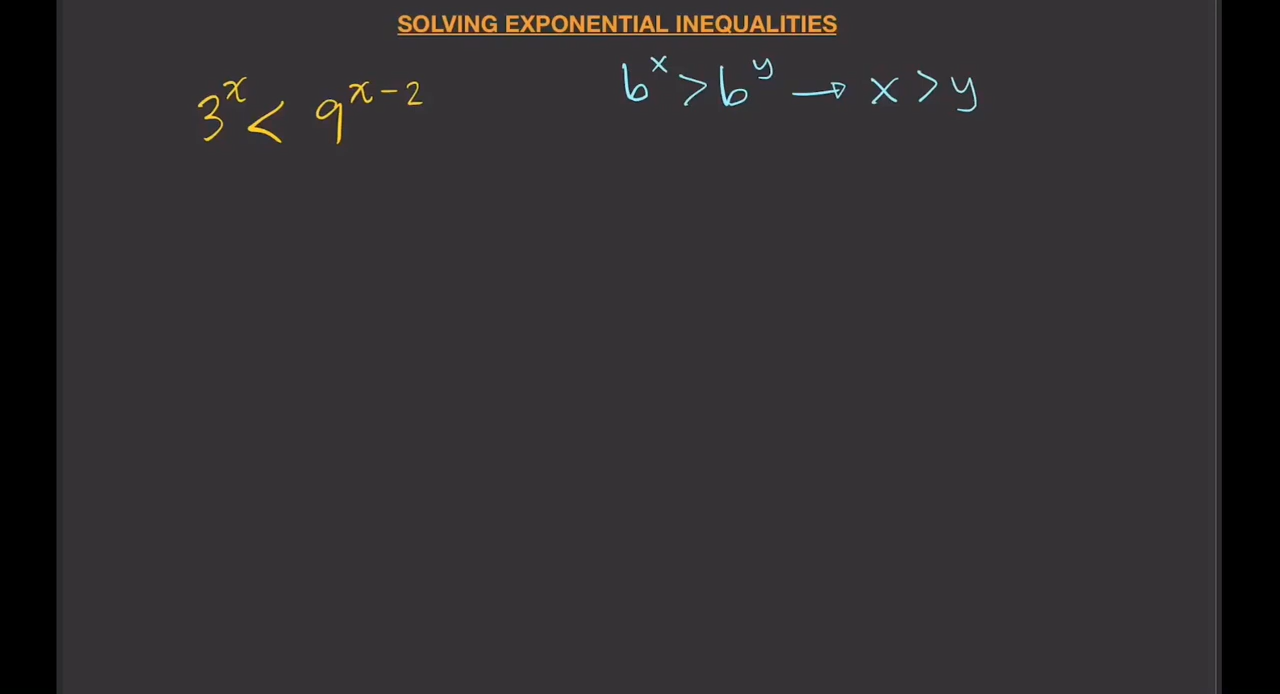 SOLVING EXPONENTIAL INEQUALITIES
3^x < 9^{x-2}
b^x > b^y → x > y